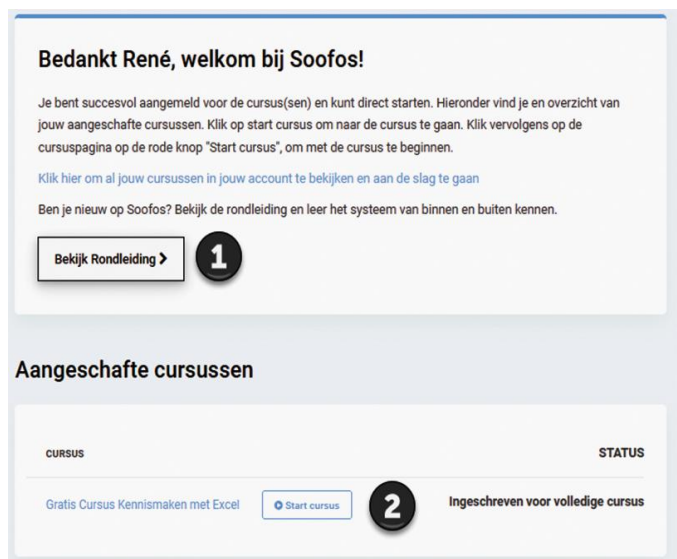 Bedankt René, welkom bij Soofos!
Je bent succesvol aangemeld voor de cursus(sen) en kunt direct starten. Hieronder vind je en overzicht van
jouw aangeschafte cursussen. Klik op start cursus om naar de cursus te gaan. Klik vervolgens op de
cursuspagina op de rode knop "Start cursus", om met de cursus te beginnen.
Klik hier om al jouw cursussen in jouw account te bekijken en aan de slag te gaan
Ben je nieuw op Soofos? Bekijk de rondleiding en leer het systeem van binnen en buiten kennen.
Bekijk Rondleiding
1
Aangeschafte cursussen
CURSUS STATUS
Gratis Cursus Kennismaken met Excel Start cursus 2 Ingeschreven voor volledige cursus